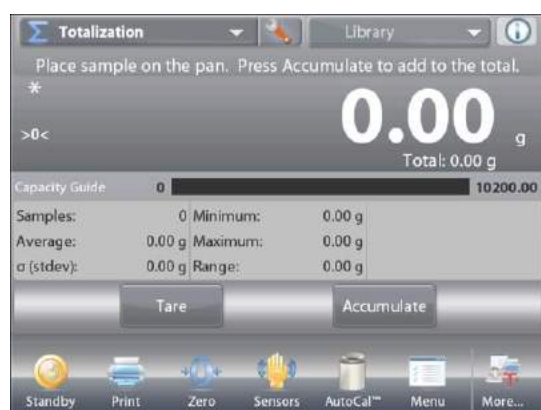 Σ Totalization Library
Place sample on the pan. Press Accumulate to add to the total.
*
>0< 0.00 g
Total: 0.00 g
Capacity Guide 0 10200.00
Samples: 0 Minimum: 0.00 g
Average: 0.00 g Maximum: 0.00 g
σ (stdev): 0.00 g Range: 0.00 g
Tare Accumulate
Standby Print Zero Sensors AutoCal™ Menu More...